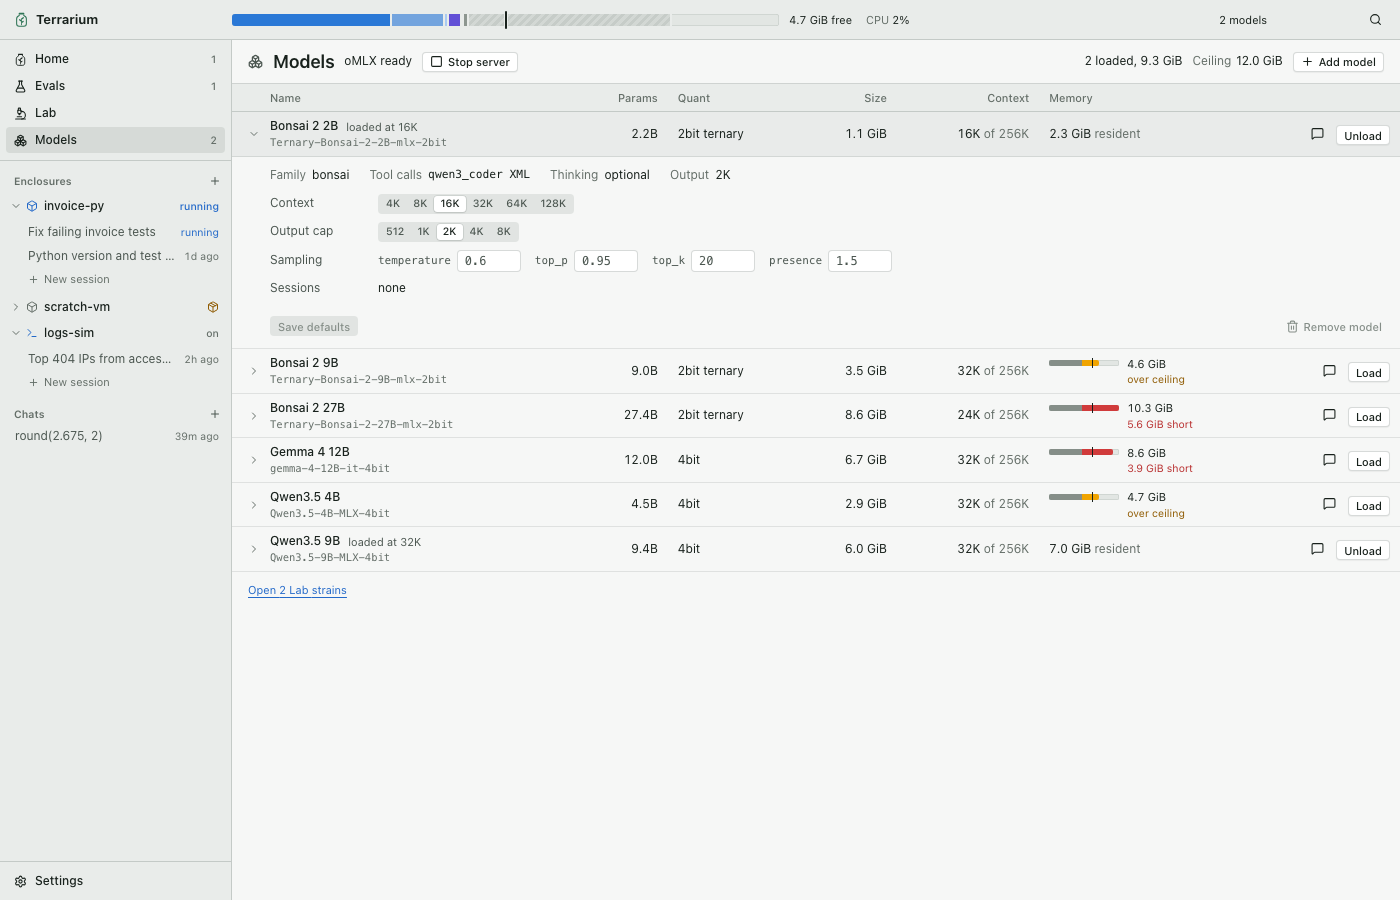 Terrarium
4.7 GiB free CPU 2%
2 models
Home 1
Evals 1
Lab
Models 2
Enclosures
invoice-py running
Fix failing invoice tests running
Python version and test ... 1d ago
New session
scratch-vm
logs-sim on
Top 404 IPs from acces... 2h ago
New session
Chats
round(2.675, 2) 39m ago
Settings
Models oMLX ready Stop server
2 loaded, 9.3 GiB Ceiling 12.0 GiB Add model
Name Params Quant Size Context Memory
Bonsai 2 2B loaded at 16K
Ternary-Bonsai-2-2B-mlx-2bit
2.2B 2bit ternary 1.1 GiB 16K of 256K 2.3 GiB resident Unload
Family bonsai Tool calls qwen3_coder XML Thinking optional Output 2K
Context 4K 8K 16K 32K 64K 128K
Output cap 512 1K 2K 4K 8K
Sampling temperature 0.6 top_p 0.95 top_k 20 presence 1.5
Sessions none
Save defaults Remove model
Bonsai 2 9B
Ternary-Bonsai-2-9B-mlx-2bit
9.0B 2bit ternary 3.5 GiB 32K of 256K 4.6 GiB
over ceiling
Load
Bonsai 2 27B
Ternary-Bonsai-2-27B-mlx-2bit
27.4B 2bit ternary 8.6 GiB 24K of 256K 10.3 GiB
5.6 GiB short
Load
Gemma 4 12B
gemma-4-12B-it-4bit
12.0B 4bit 6.7 GiB 32K of 256K 8.6 GiB
3.9 GiB short
Load
Qwen3.5 4B
Qwen3.5-4B-MLX-4bit
4.5B 4bit 2.9 GiB 32K of 256K 4.7 GiB
over ceiling
Load
Qwen3.5 9B loaded at 32K
Qwen3.5-9B-MLX-4bit
9.4B 4bit 6.0 GiB 32K of 256K 7.0 GiB resident Unload
Open 2 Lab strains